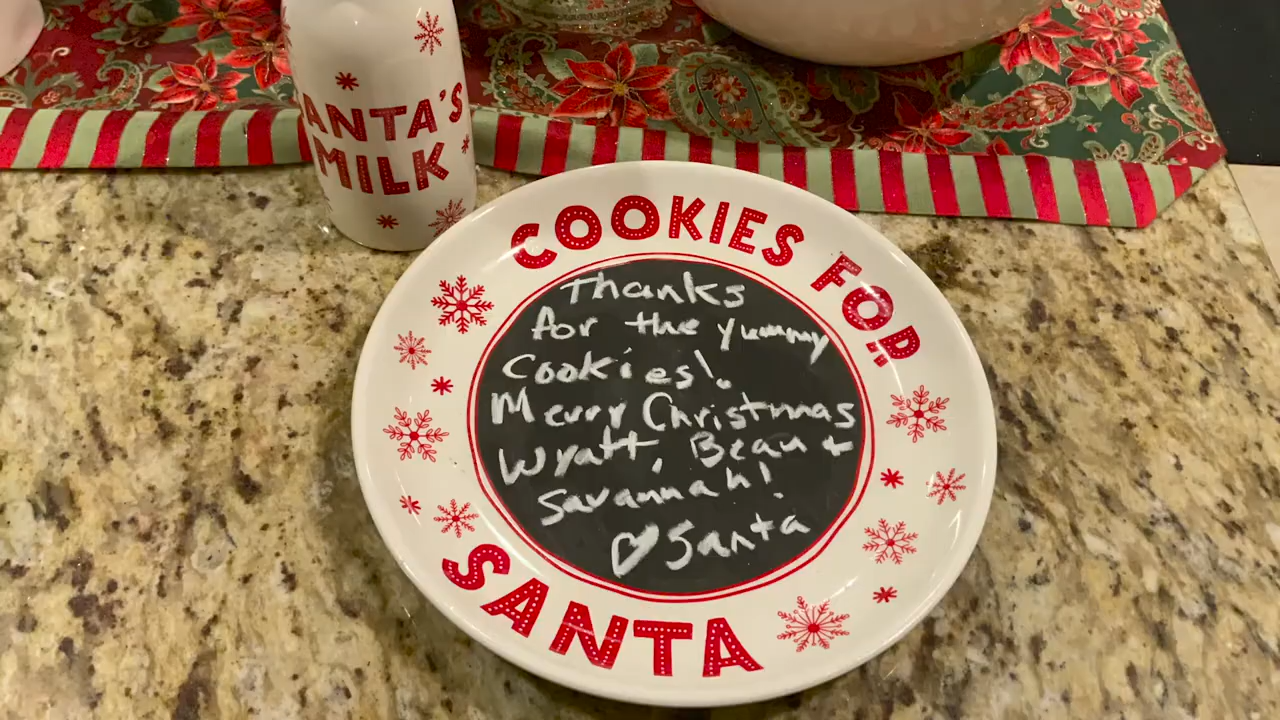 SANTA'S
MILK
COOKIES FOR
Thanks
for the yummy
Cookies!
Merry Christmas
Wyatt, Beau +
Savannah!
♡ Santa
SANTA